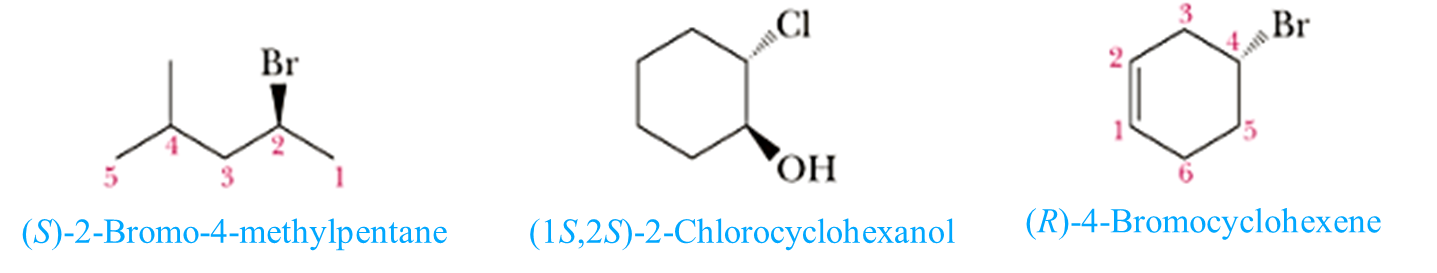 Br
4
2
5
3
1
(S)-2-Bromo-4-methylpentane
Cl
OH
(1S,2S)-2-Chlorocyclohexanol
3
Br
4
2
1
5
6
(R)-4-Bromocyclohexene